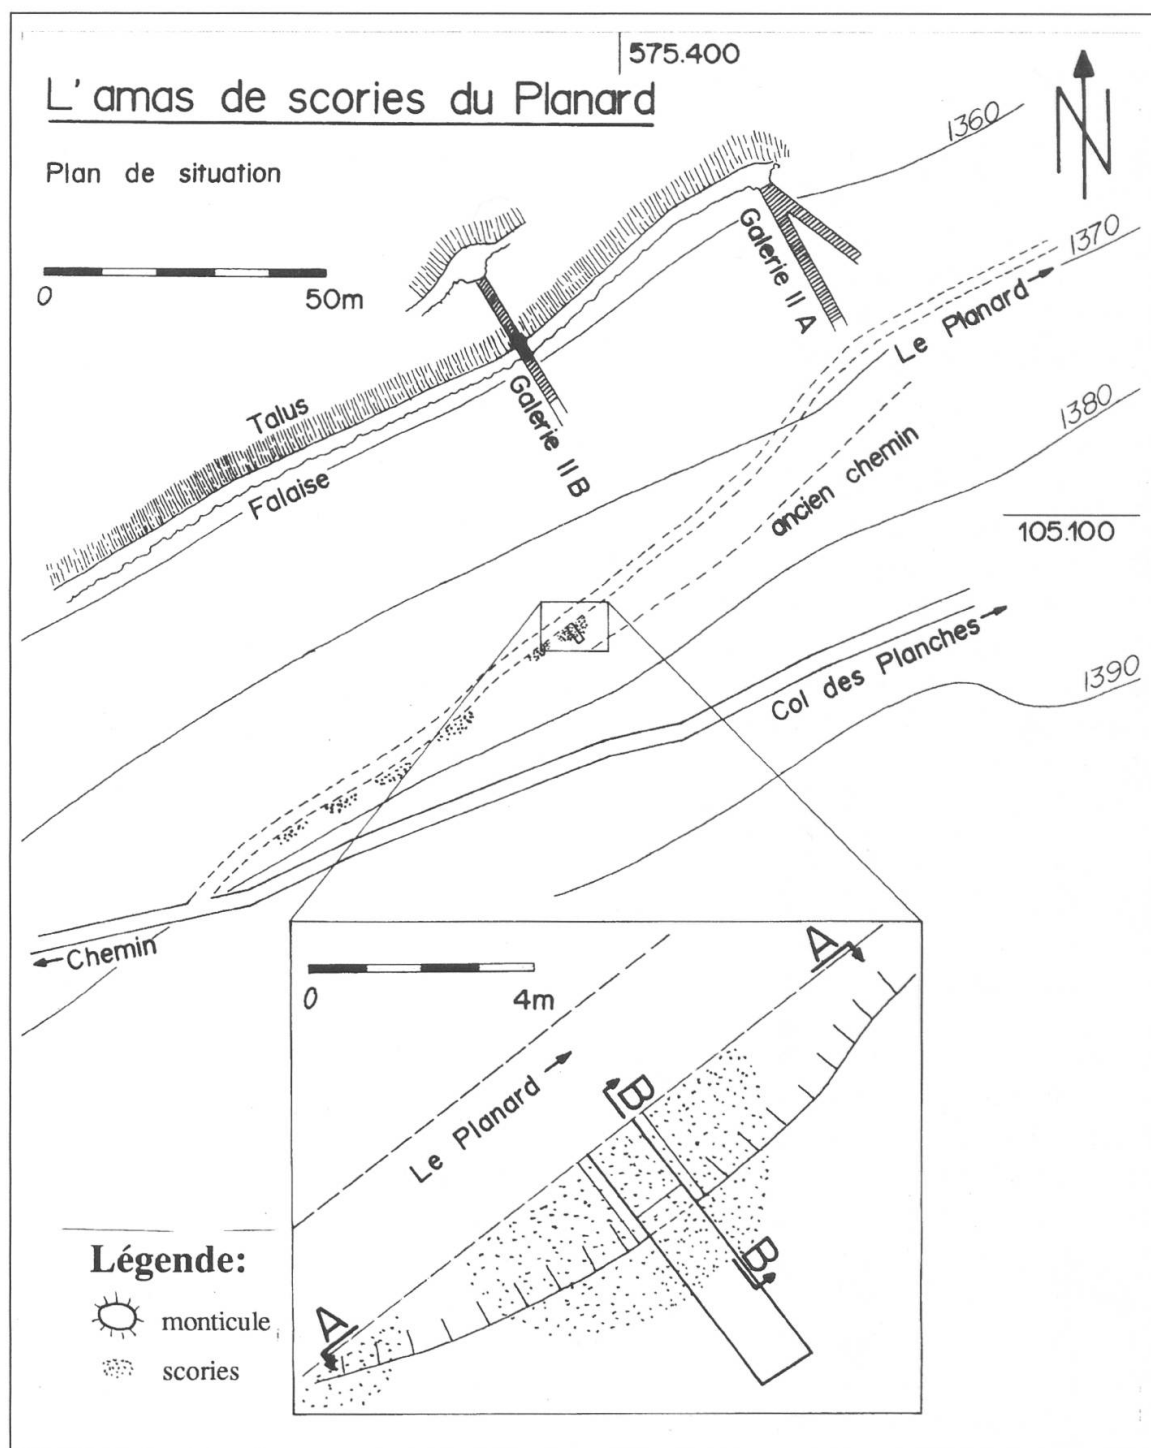 575.400
L'amas de scories du Planard
N
1360
Plan de situation
0 50m
Galerie II A
1370
Le Planard
Talus
Galerie II B
Falaise
1380
ancien chemin
105.100
Col des Planches
1390
Chemin
A
0 4m
B
Le Planard
B
A
Légende:
monticule
scories